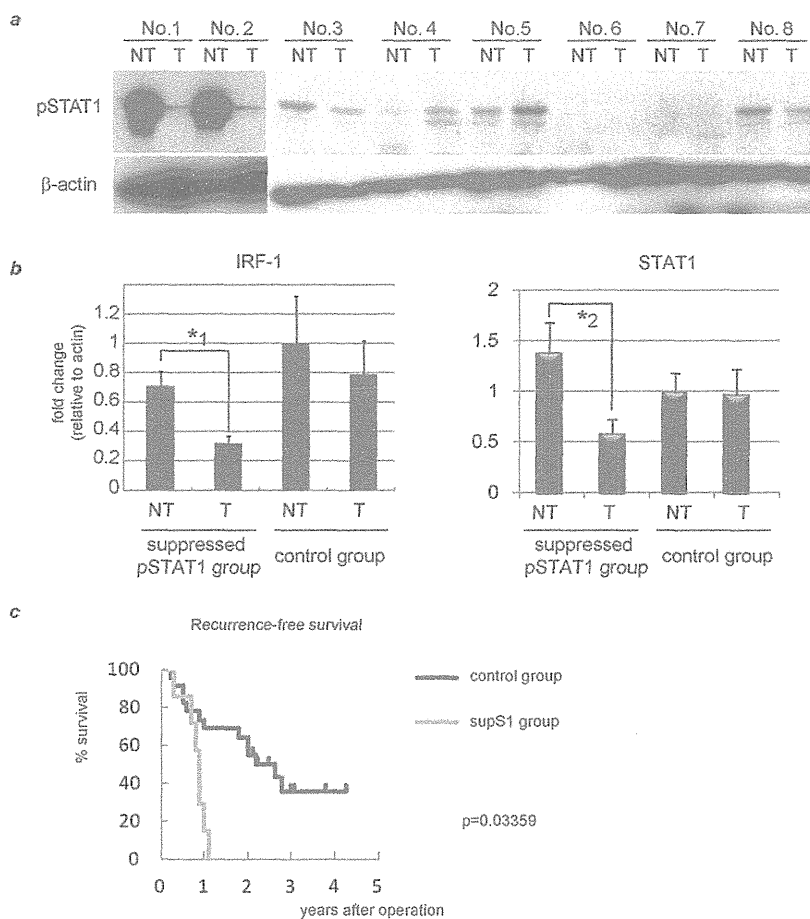 a
No.1 No.2 No.3 No.4 No.5 No.6 No.7 No.8
NT T NT T NT T NT T NT T NT T NT T NT T
pSTAT1
β-actin
b
IRF-1
fold change
(relative to actin)
1.2
1
0.8
0.6
0.4
0.2
0
*1
NT T NT T
suppressed
pSTAT1 group
control group
STAT1
2
1.5
1
0.5
0
*2
NT T NT T
suppressed
pSTAT1 group
control group
c
Recurrence-free survival
% survival
100
80
60
40
20
0
0 1 2 3 4 5
years after operation
control group
supS1 group
p=0.03359